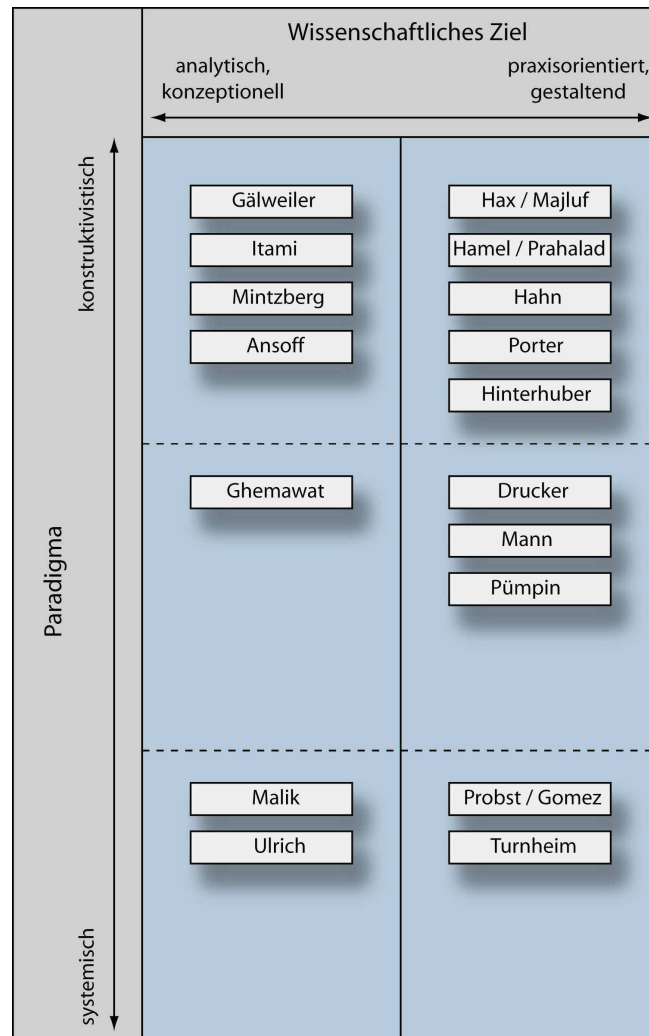 Wissenschaftliches Ziel
analytisch,
konzeptionell
praxisorientiert,
gestaltend
Paradigma
konstruktivistisch
systemisch
Gälweiler
Itami
Mintzberg
Ansoff
Hax / Majluf
Hamel / Prahalad
Hahn
Porter
Hinterhuber
Ghemawat
Drucker
Mann
Pümpin
Malik
Ulrich
Probst / Gomez
Turnheim